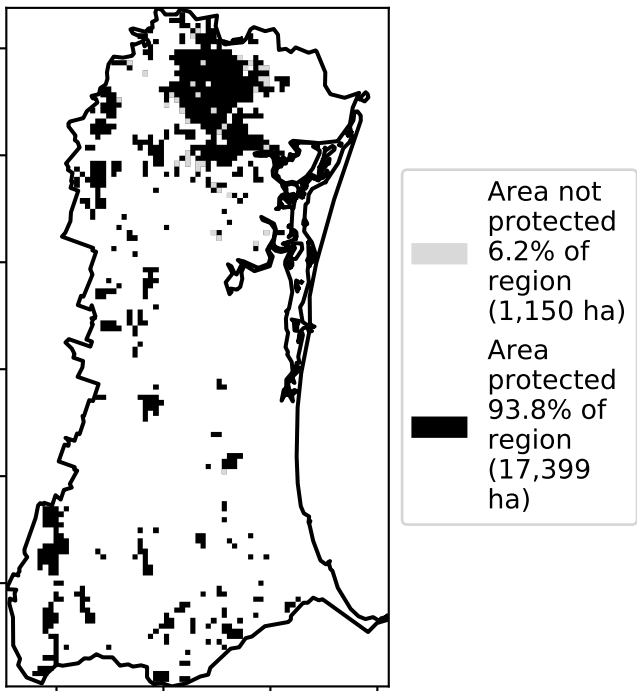 Area not
protected
6.2% of
region
(1,150 ha)
Area
protected
93.8% of
region
(17,399
ha)